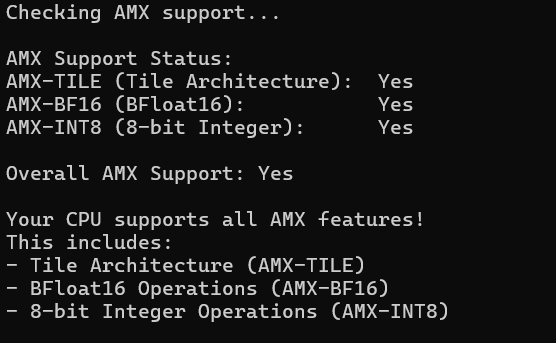 Checking AMX support...
AMX Support Status:
AMX-TILE (Tile Architecture):  Yes
AMX-BF16 (BFloat16):           Yes
AMX-INT8 (8-bit Integer):      Yes
Overall AMX Support: Yes
Your CPU supports all AMX features!
This includes:
- Tile Architecture (AMX-TILE)
- BFloat16 Operations (AMX-BF16)
- 8-bit Integer Operations (AMX-INT8)